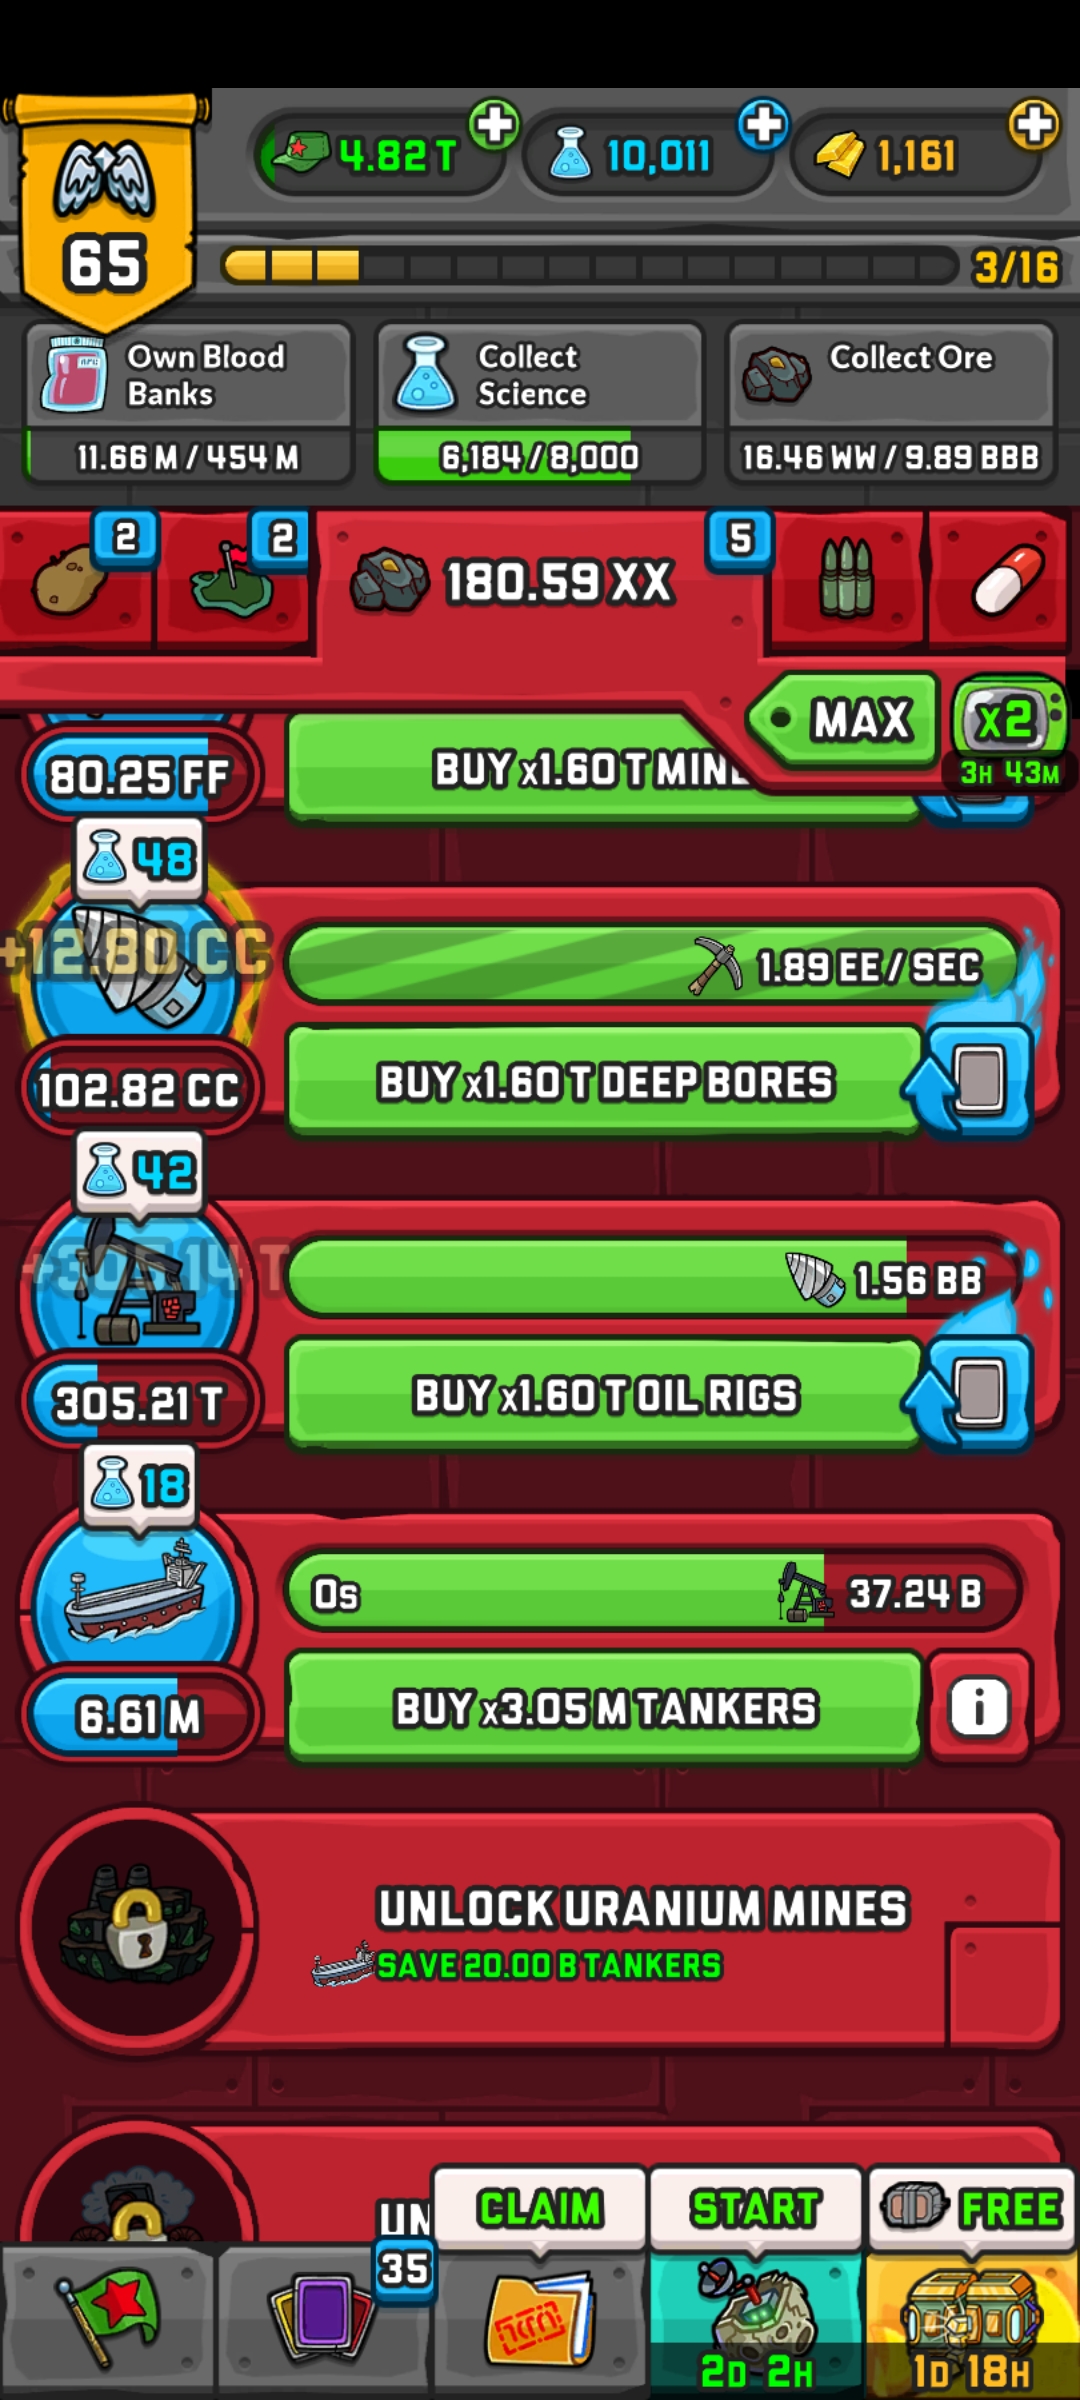 4.82 T
10,011
1,161
65
3/16
Own Blood
Banks
11.66 M / 454 M
Collect
Science
6,184 / 8,000
Collect Ore
16.46 WW / 9.89 BBB
2
2
180.59 XX
5
MAX
x2
3H 43M
80.25 FF
BUY x1.60 T MINE
48
+12.80 CC
1.89 EE / SEC
102.82 CC
BUY x1.60 T DEEP BORES
42
+305.14 T
1.56 BB
305.21 T
BUY x1.60 T OIL RIGS
18
0s
37.24 B
6.61 M
BUY x3.05 M TANKERS
i
UNLOCK URANIUM MINES
SAVE 20.00 B TANKERS
UN
CLAIM
START
FREE
35
2D 2H
1D 18H